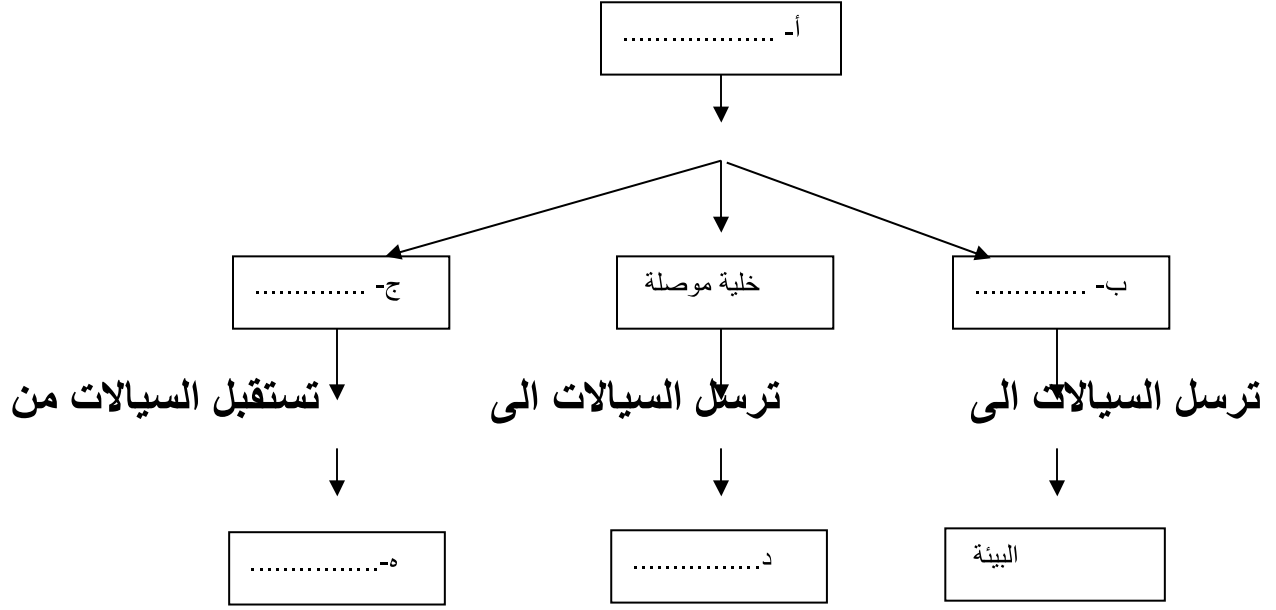 أ- ...................
ب- ..............
خلية موصلة
ج- ..............
ترسل السيالات الى
ترسل السيالات الى
تستقبل السيالات من
البيئة
د................
ه-................